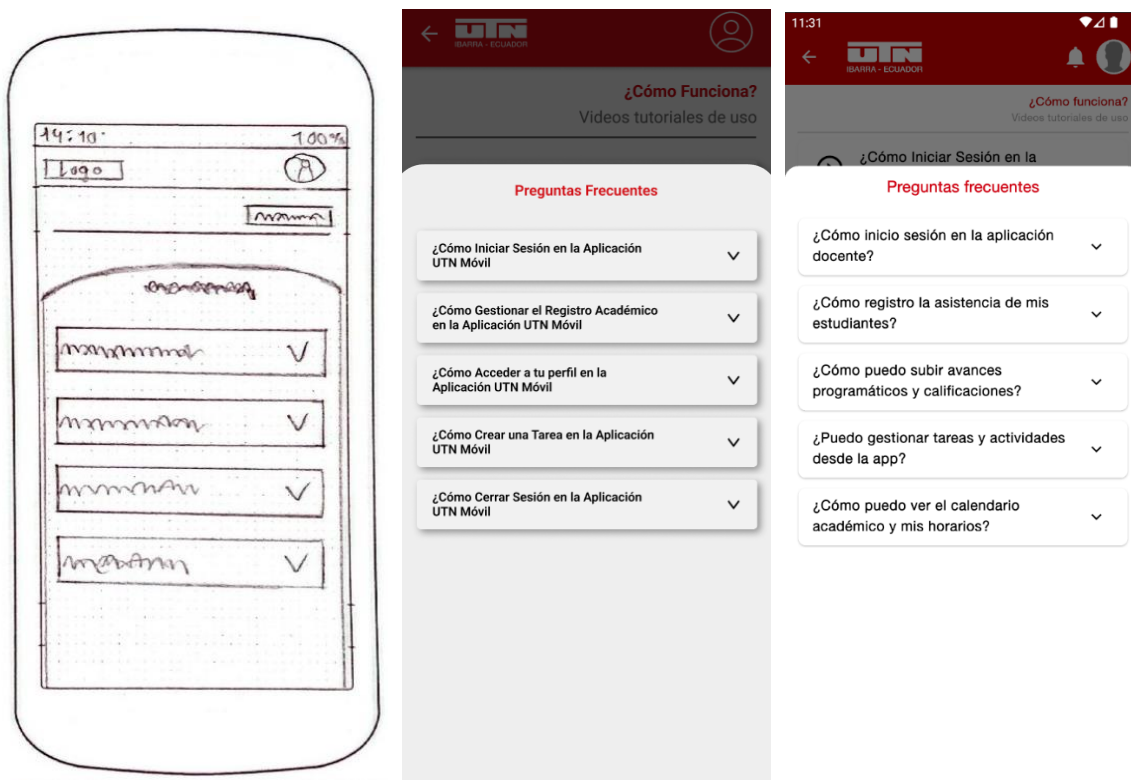 14:10
100%
Logo
UTN
IBARRA - ECUADOR
¿Cómo Funciona?
Videos tutoriales de uso
Preguntas Frecuentes
¿Cómo Iniciar Sesión en la Aplicación
UTN Móvil
¿Cómo Gestionar el Registro Académico
en la Aplicación UTN Móvil
¿Cómo Acceder a tu perfil en la
Aplicación UTN Móvil
¿Cómo Crear una Tarea en la Aplicación
UTN Móvil
¿Cómo Cerrar Sesión en la Aplicación
UTN Móvil
11:31
UTN
IBARRA - ECUADOR
¿Cómo funciona?
Videos tutoriales de uso
¿Cómo Iniciar Sesión en la
Preguntas frecuentes
¿Cómo inicio sesión en la aplicación
docente?
¿Cómo registro la asistencia de mis
estudiantes?
¿Cómo puedo subir avances
programáticos y calificaciones?
¿Puedo gestionar tareas y actividades
desde la app?
¿Cómo puedo ver el calendario
académico y mis horarios?